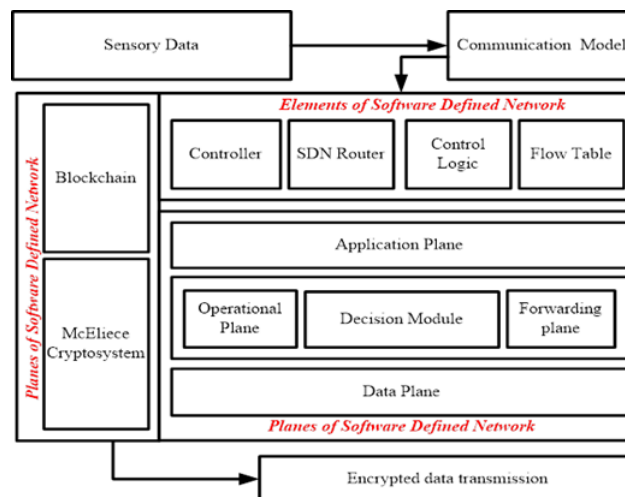 Sensory Data
Communication Model
Elements of Software Defined Network
Controller
SDN Router
Control
Logic
Flow Table
Planes of Software Defined Network
Blockchain
McEliece
Cryptosystem
Application Plane
Operational
Plane
Decision Module
Forwarding
plane
Data Plane
Planes of Software Defined Network
Encrypted data transmission